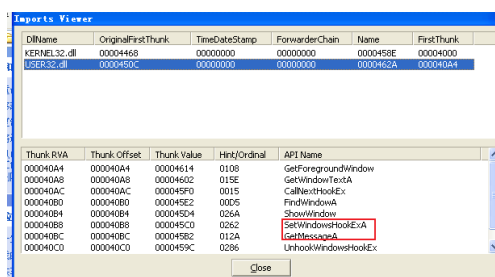 Imports Viewer
DllName OriginalFirstThunk TimeDateStamp ForwarderChain Name FirstThunk
KERNEL32.dll 00004468 00000000 00000000 0000458E 00004000
USER32.dll 0000450C 00000000 00000000 0000462A 000040A4
Thunk RVA Thunk Offset Thunk Value Hint/Ordinal API Name
000040A4 000040A4 00004614 0108 GetForegroundWindow
000040A8 000040A8 00004602 015E GetWindowTextA
000040AC 000040AC 000045F0 0015 CallNextHookEx
000040B0 000040B0 000045E2 00D5 FindWindowA
000040B4 000040B4 000045D4 026A ShowWindow
000040B8 000040B8 000045C0 0262 SetWindowsHookExA
000040BC 000040BC 000045B2 012A GetMessageA
000040C0 000040C0 0000459C 0286 UnhookWindowsHookEx
Close